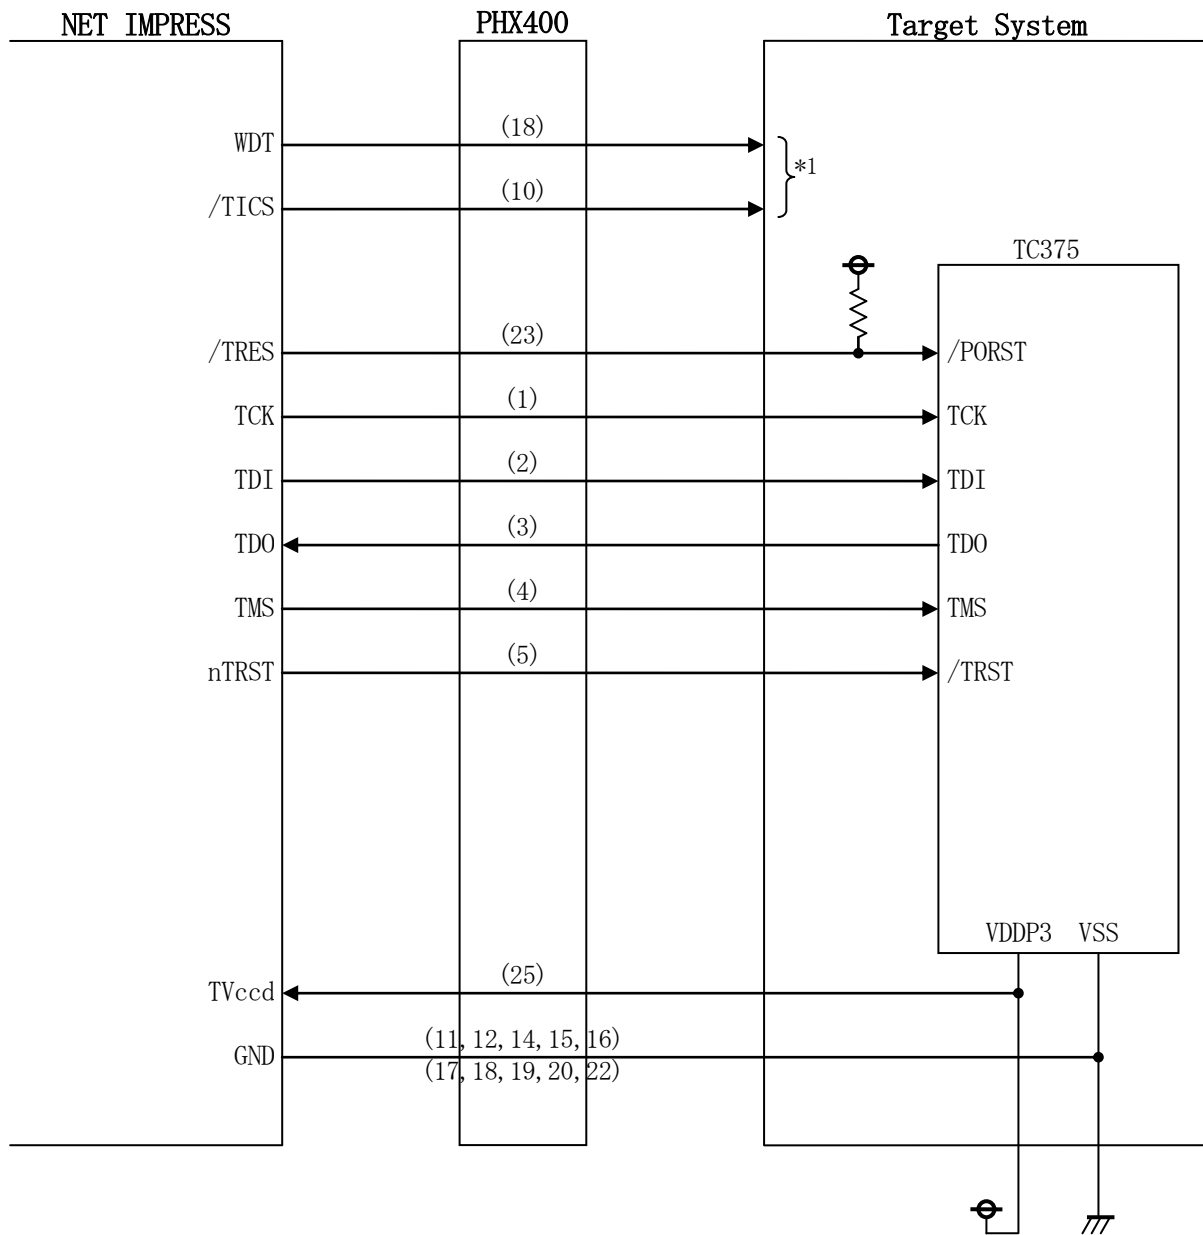 NET IMPRESS PHX400 Target System
WDT (18)
*1
/TICS (10)
TC375
/TRES (23) /PORST
TCK (1) TCK
TDI (2) TDI
TDO (3) TDO
TMS (4) TMS
nTRST (5) /TRST
VDDP3 VSS
TVccd (25)
GND (11,12,14,15,16)
(17,18,19,20,22)